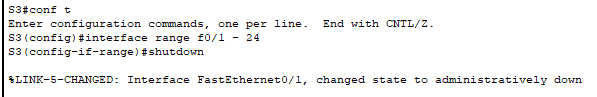 S3#conf t
Enter configuration commands, one per line.  End with CNTL/Z.
S3(config)#interface range f0/1 - 24
S3(config-if-range)#shutdown
%LINK-5-CHANGED: Interface FastEthernet0/1, changed state to administratively down